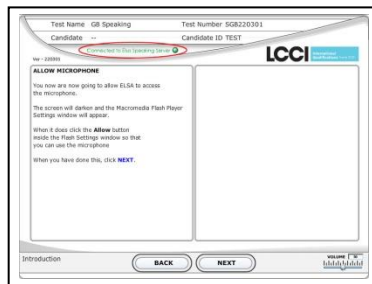 Test Name GB Speaking Test Number SGB220301
Candidate -- Candidate ID TEST
Connected to Elsa Speaking Server
Ver - 220301
LCCI International
ALLOW MICROPHONE
You now are now going to allow ELSA to access
the microphone.
The screen will darken and the Macromedia Flash Player
Settings window will appear.
When it does click the Allow button
inside the Flash Settings window so that
you can use the microphone
When you have done this, click NEXT.
Introduction
BACK
NEXT
VOLUME